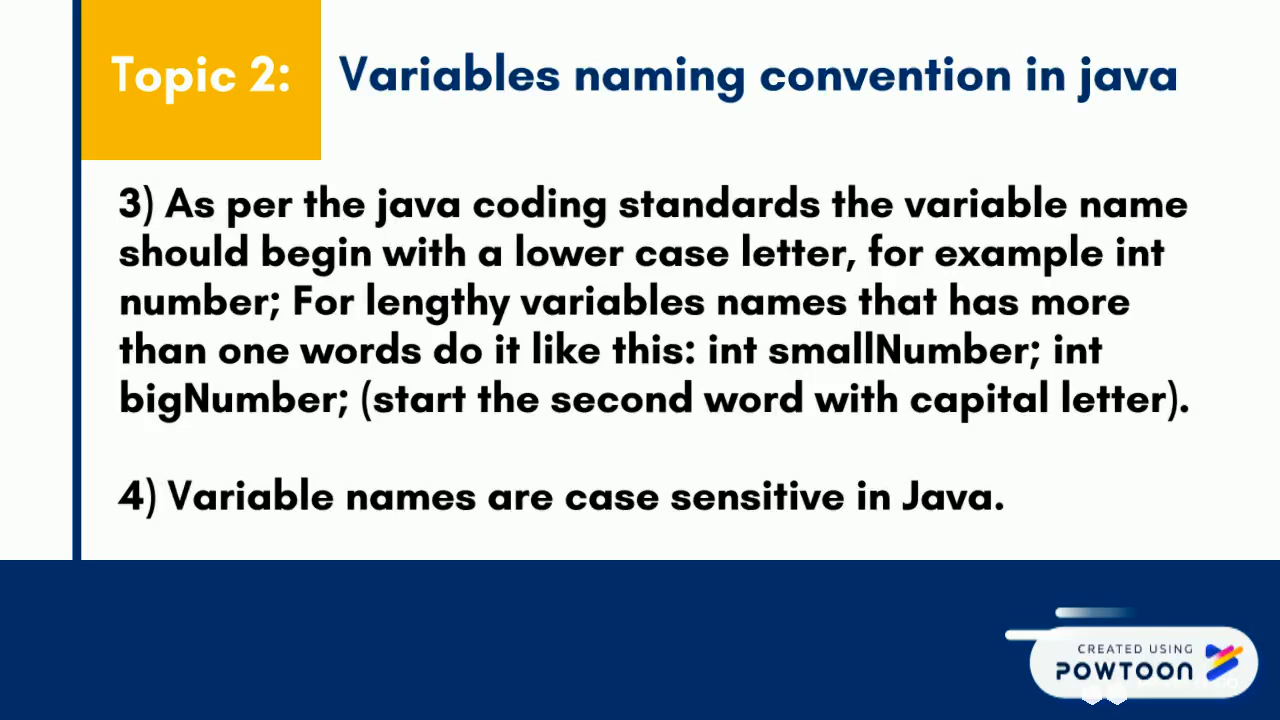 Topic 2: Variables naming convention in java
3) As per the java coding standards the variable name
should begin with a lower case letter, for example int
number; For lengthy variables names that has more
than one words do it like this: int smallNumber; int
bigNumber; (start the second word with capital letter).
4) Variable names are case sensitive in Java.
CREATED USING
POWTOON